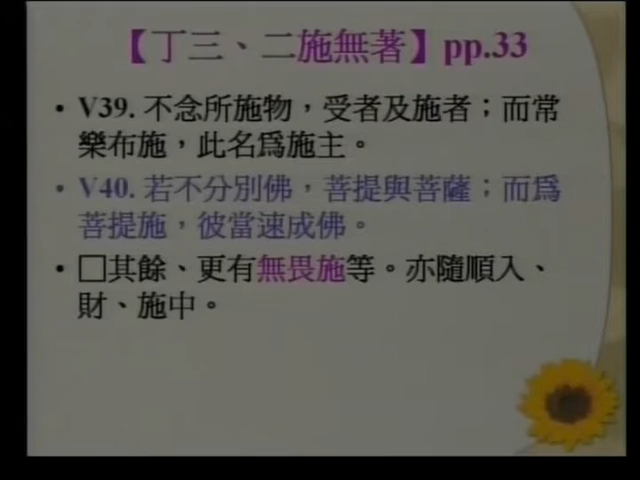 【丁三、二施無著】pp.33
• V39. 不念所施物，受者及施者；而常
樂布施，此名為施主。
• V40. 若不分別佛，菩提與菩薩；而為
菩提施，彼當速成佛。
• □其餘、更有無畏施等。亦隨順入、
財、施中。